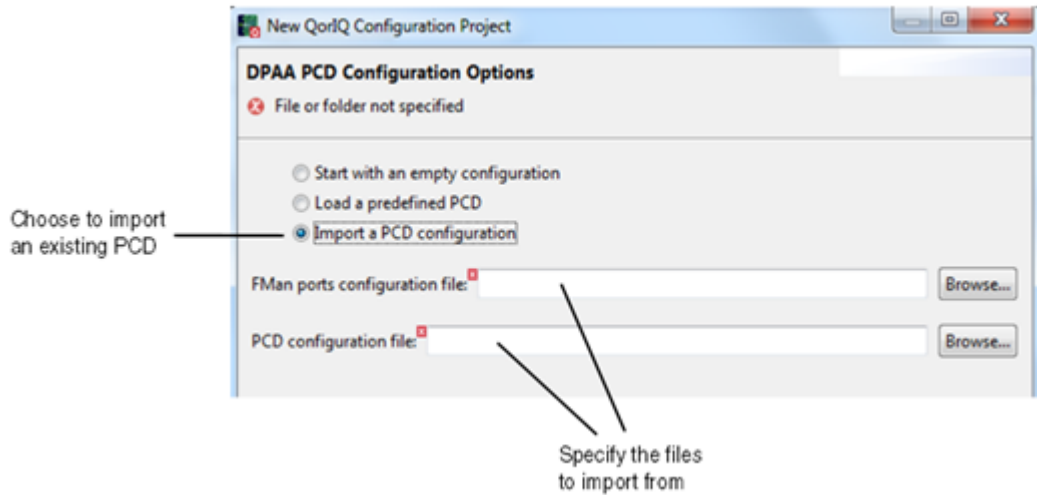 New QorIQ Configuration Project
DPAA PCD Configuration Options
File or folder not specified
Start with an empty configuration
Load a predefined PCD
Import a PCD configuration
Choose to import
an existing PCD
FMan ports configuration file:
Browse...
PCD configuration file:
Browse...
Specify the files
to import from